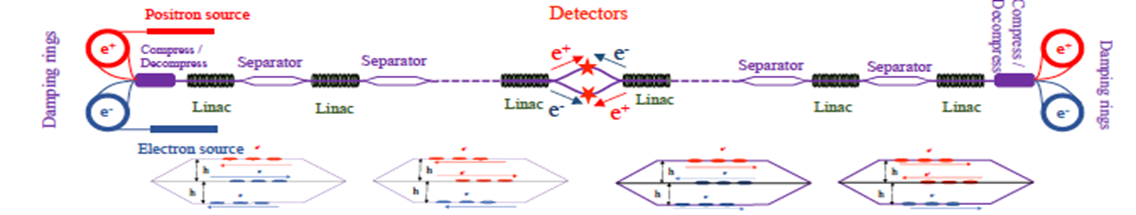 Positron source
Detectors
Damping rings
e+
Compress /
Decompress
Separator
Separator
e+
e-
Separator
Separator
Compress /
Decompress
e+
Damping rings
e-
Linac
Linac
Linac
e-
e+
Linac
Linac
Linac
e-
Electron source
h
h
h
h
h
h
h
h